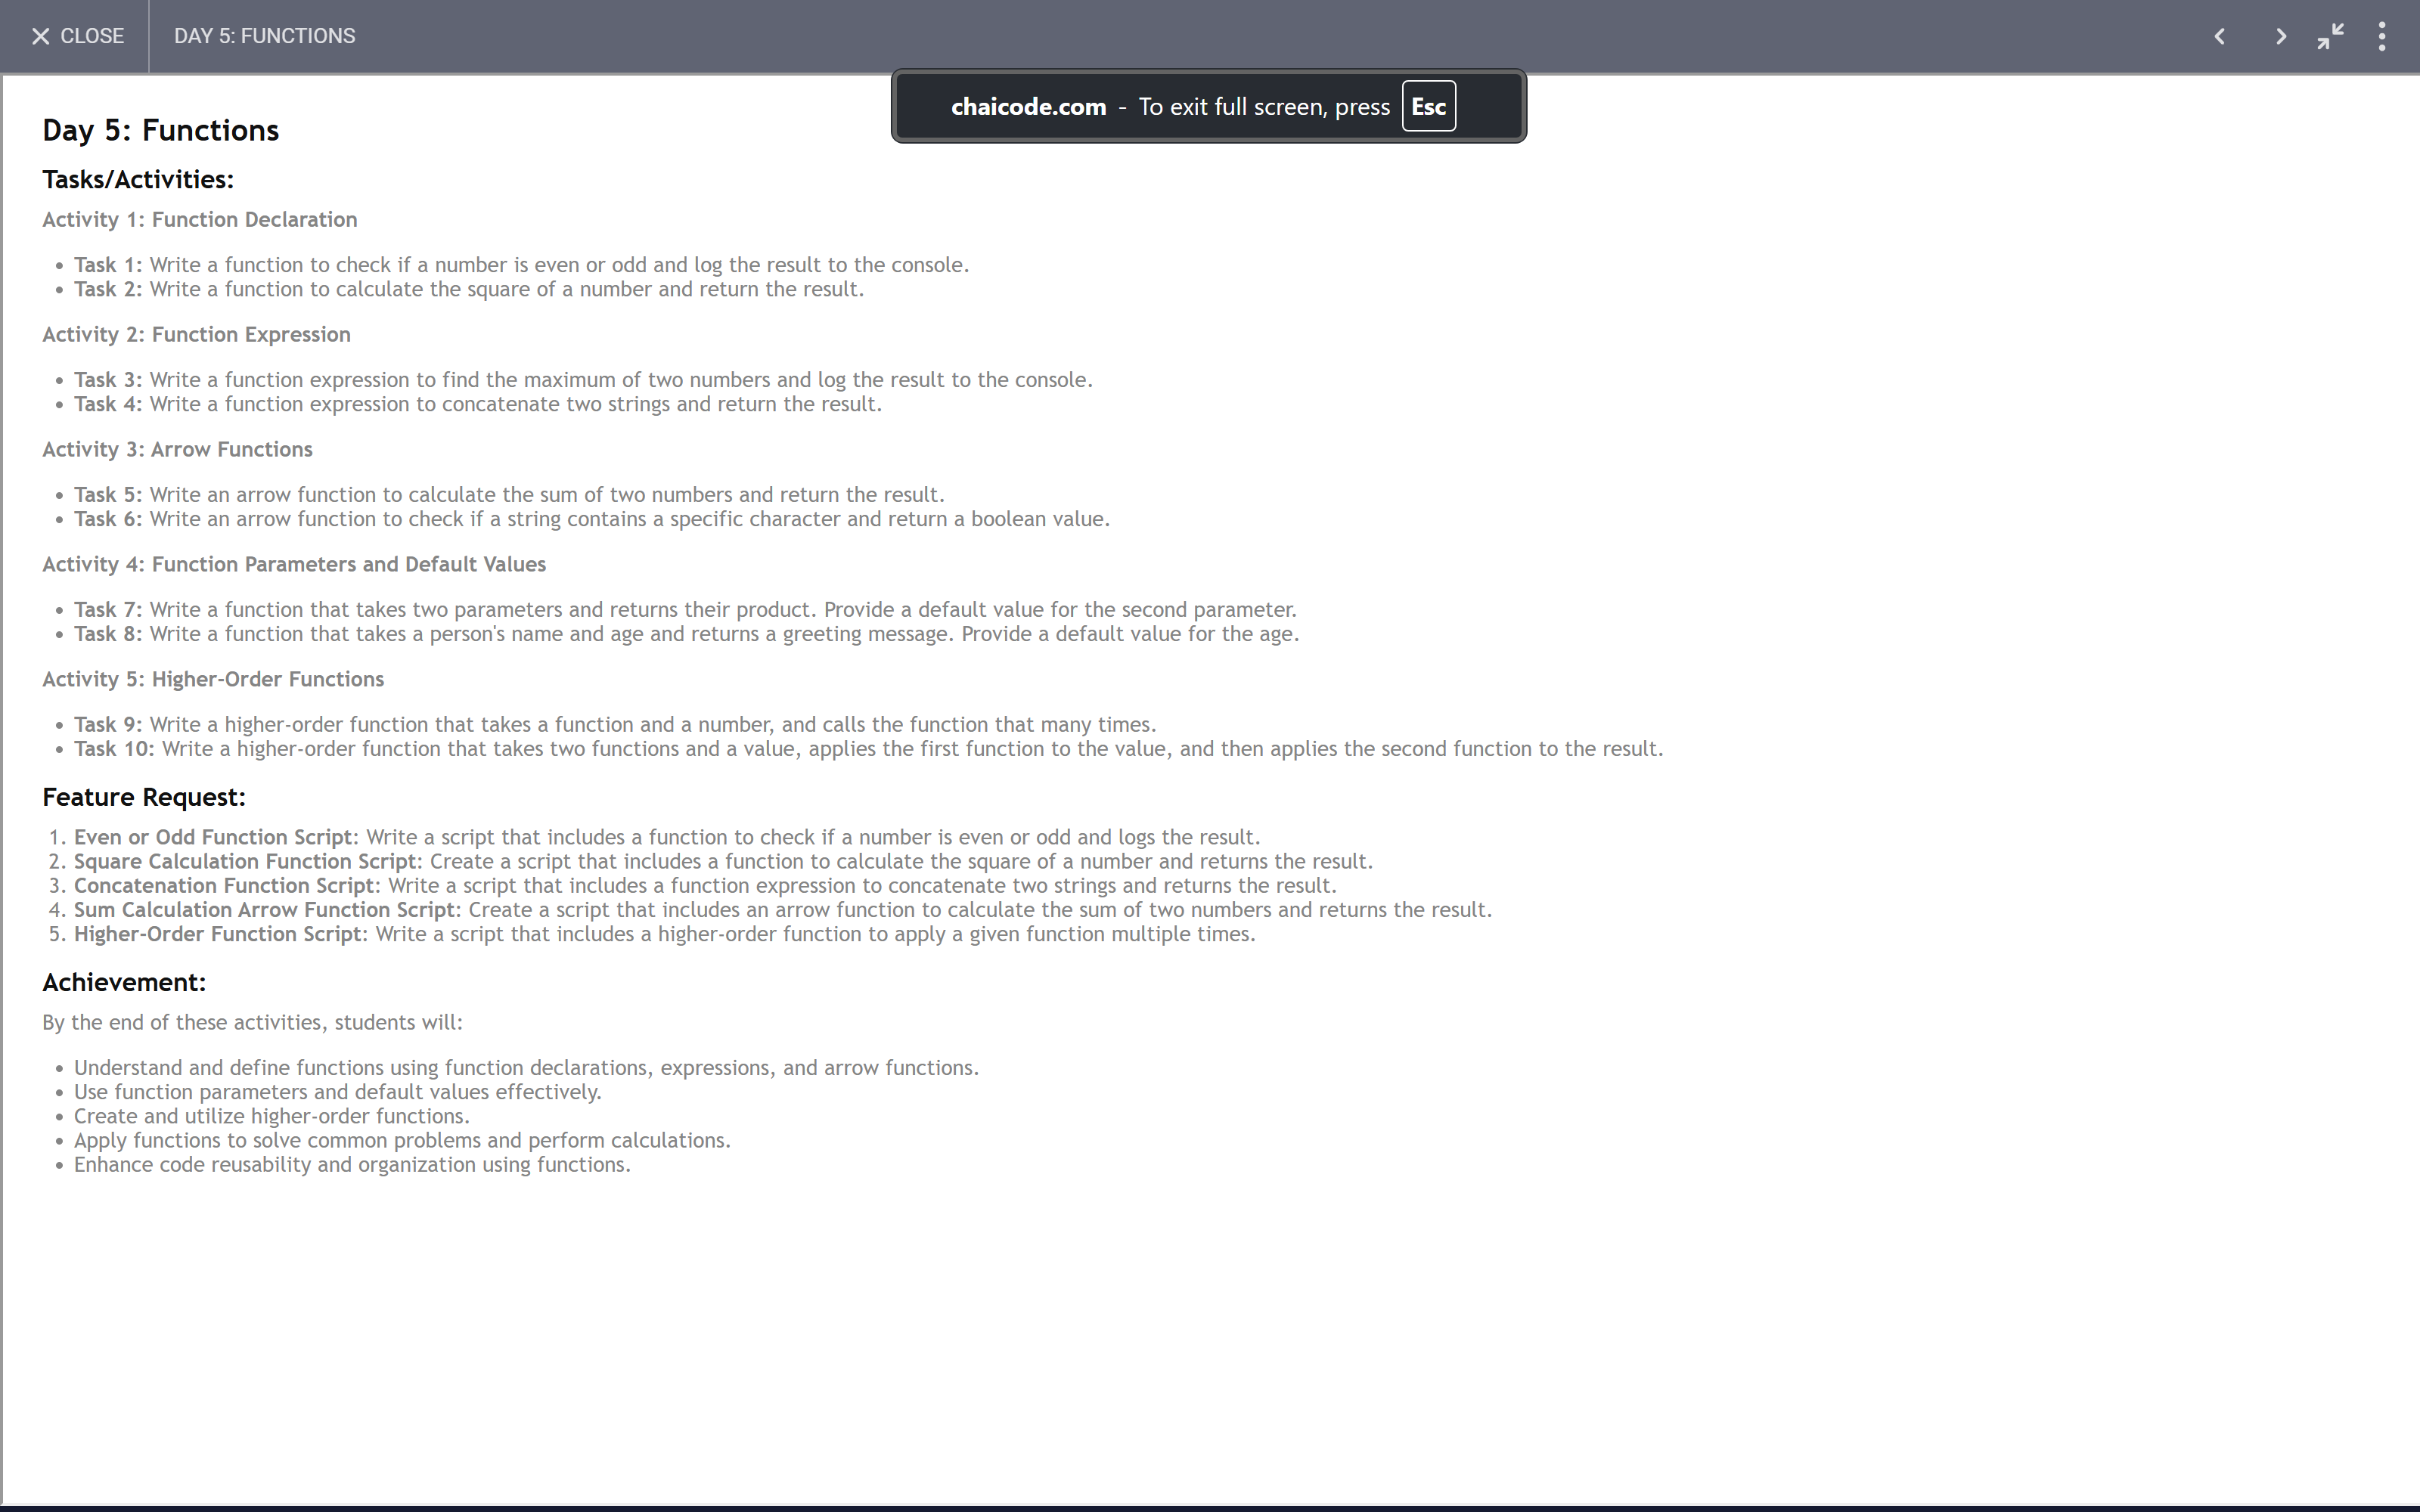 CLOSE DAY 5: FUNCTIONS
chaicode.com - To exit full screen, press Esc
Day 5: Functions
Tasks/Activities:
Activity 1: Function Declaration
• Task 1: Write a function to check if a number is even or odd and log the result to the console.
• Task 2: Write a function to calculate the square of a number and return the result.
Activity 2: Function Expression
• Task 3: Write a function expression to find the maximum of two numbers and log the result to the console.
• Task 4: Write a function expression to concatenate two strings and return the result.
Activity 3: Arrow Functions
• Task 5: Write an arrow function to calculate the sum of two numbers and return the result.
• Task 6: Write an arrow function to check if a string contains a specific character and return a boolean value.
Activity 4: Function Parameters and Default Values
• Task 7: Write a function that takes two parameters and returns their product. Provide a default value for the second parameter.
• Task 8: Write a function that takes a person's name and age and returns a greeting message. Provide a default value for the age.
Activity 5: Higher-Order Functions
• Task 9: Write a higher-order function that takes a function and a number, and calls the function that many times.
• Task 10: Write a higher-order function that takes two functions and a value, applies the first function to the value, and then applies the second function to the result.
Feature Request:
1. Even or Odd Function Script: Write a script that includes a function to check if a number is even or odd and logs the result.
2. Square Calculation Function Script: Create a script that includes a function to calculate the square of a number and returns the result.
3. Concatenation Function Script: Write a script that includes a function expression to concatenate two strings and returns the result.
4. Sum Calculation Arrow Function Script: Create a script that includes an arrow function to calculate the sum of two numbers and returns the result.
5. Higher-Order Function Script: Write a script that includes a higher-order function to apply a given function multiple times.
Achievement:
By the end of these activities, students will:
• Understand and define functions using function declarations, expressions, and arrow functions.
• Use function parameters and default values effectively.
• Create and utilize higher-order functions.
• Apply functions to solve common problems and perform calculations.
• Enhance code reusability and organization using functions.